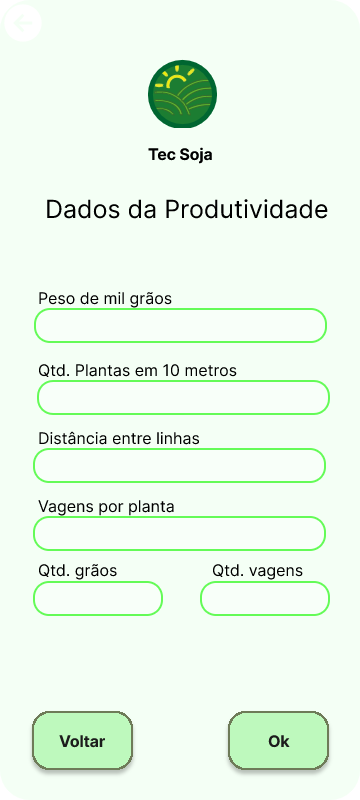 Tec Soja
Dados da Produtividade
Peso de mil grãos
Qtd. Plantas em 10 metros
Distância entre linhas
Vagens por planta
Qtd. grãos
Qtd. vagens
Voltar
Ok